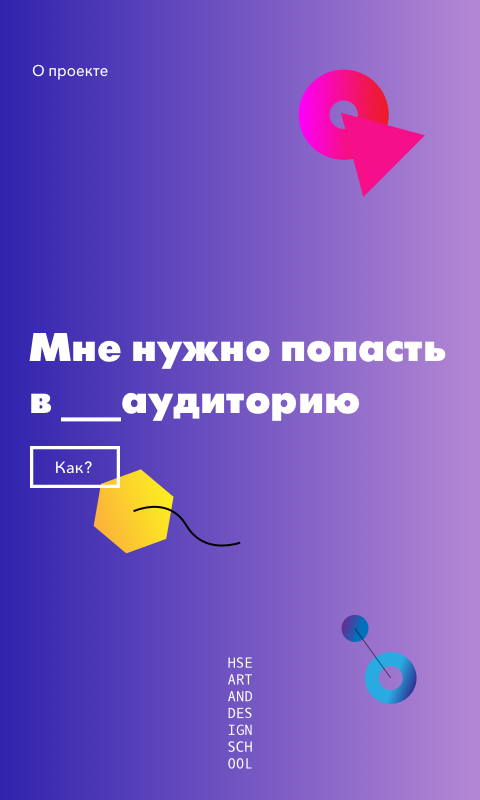 О проекте
Мне нужно попасть
в ___аудиторию
Как?
HSE
ART
AND
DES
IGN
SCH
OOL